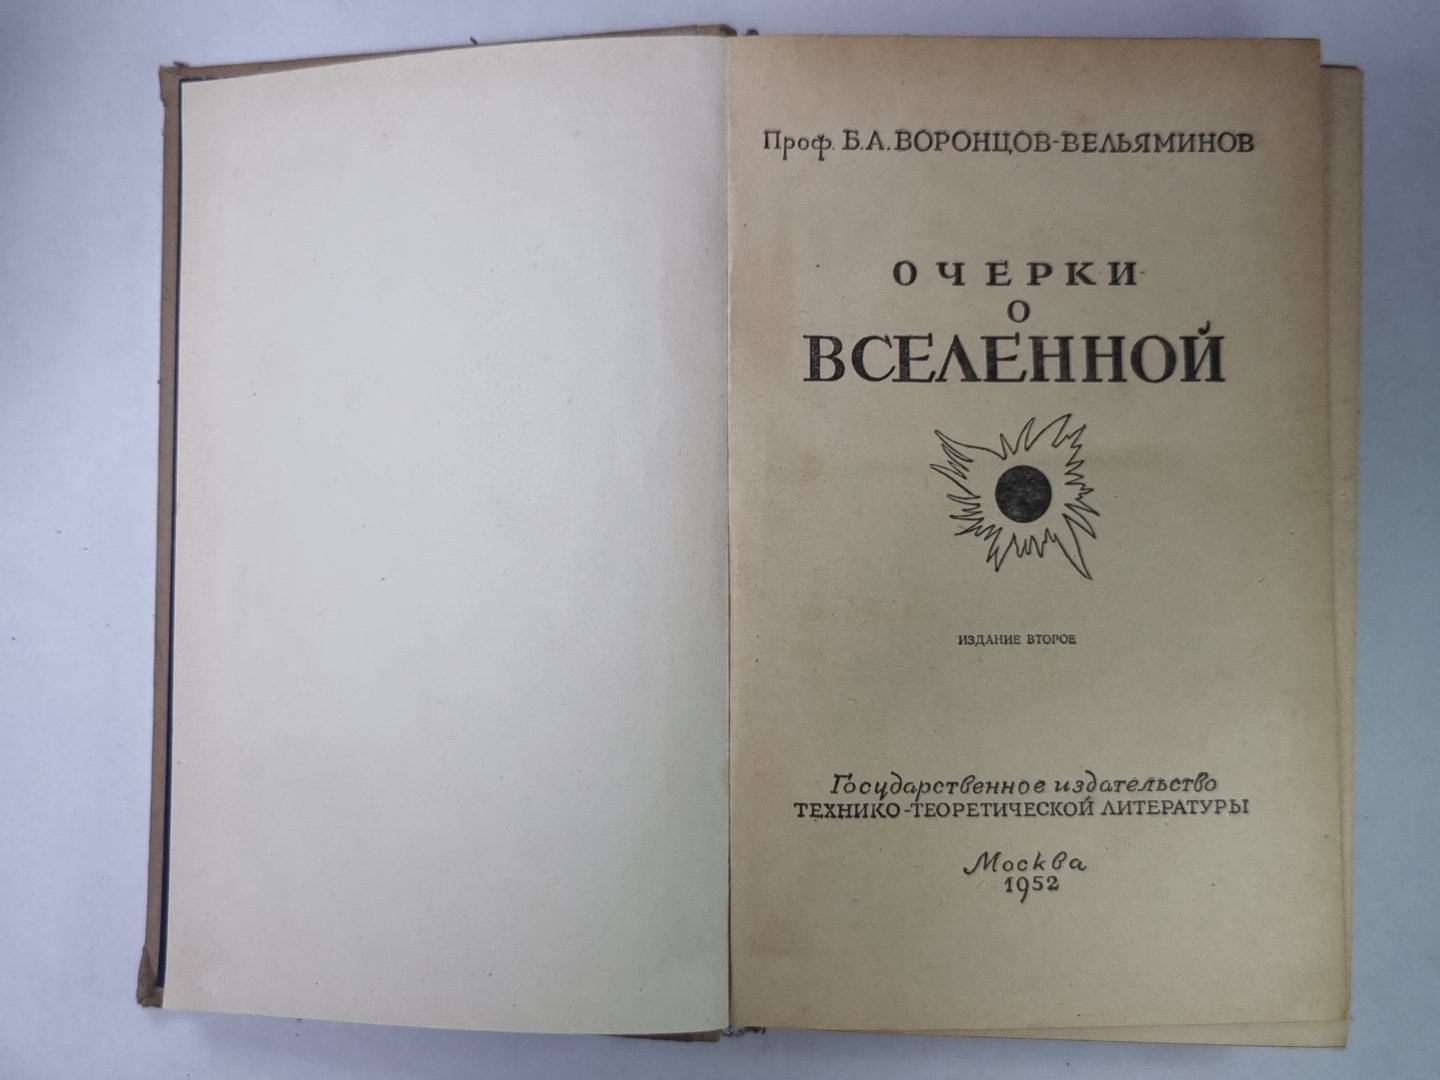 Проф. Б. А. ВОРОНЦОВ-ВЕЛЬЯМИНОВ
ОЧЕРКИ
О
ВСЕЛЕННОЙ
ИЗДАНИЕ ВТОРОЕ
Государственное издательство
ТЕХНИКО-ТЕОРЕТИЧЕСКОЙ ЛИТЕРАТУРЫ
Москва
1952